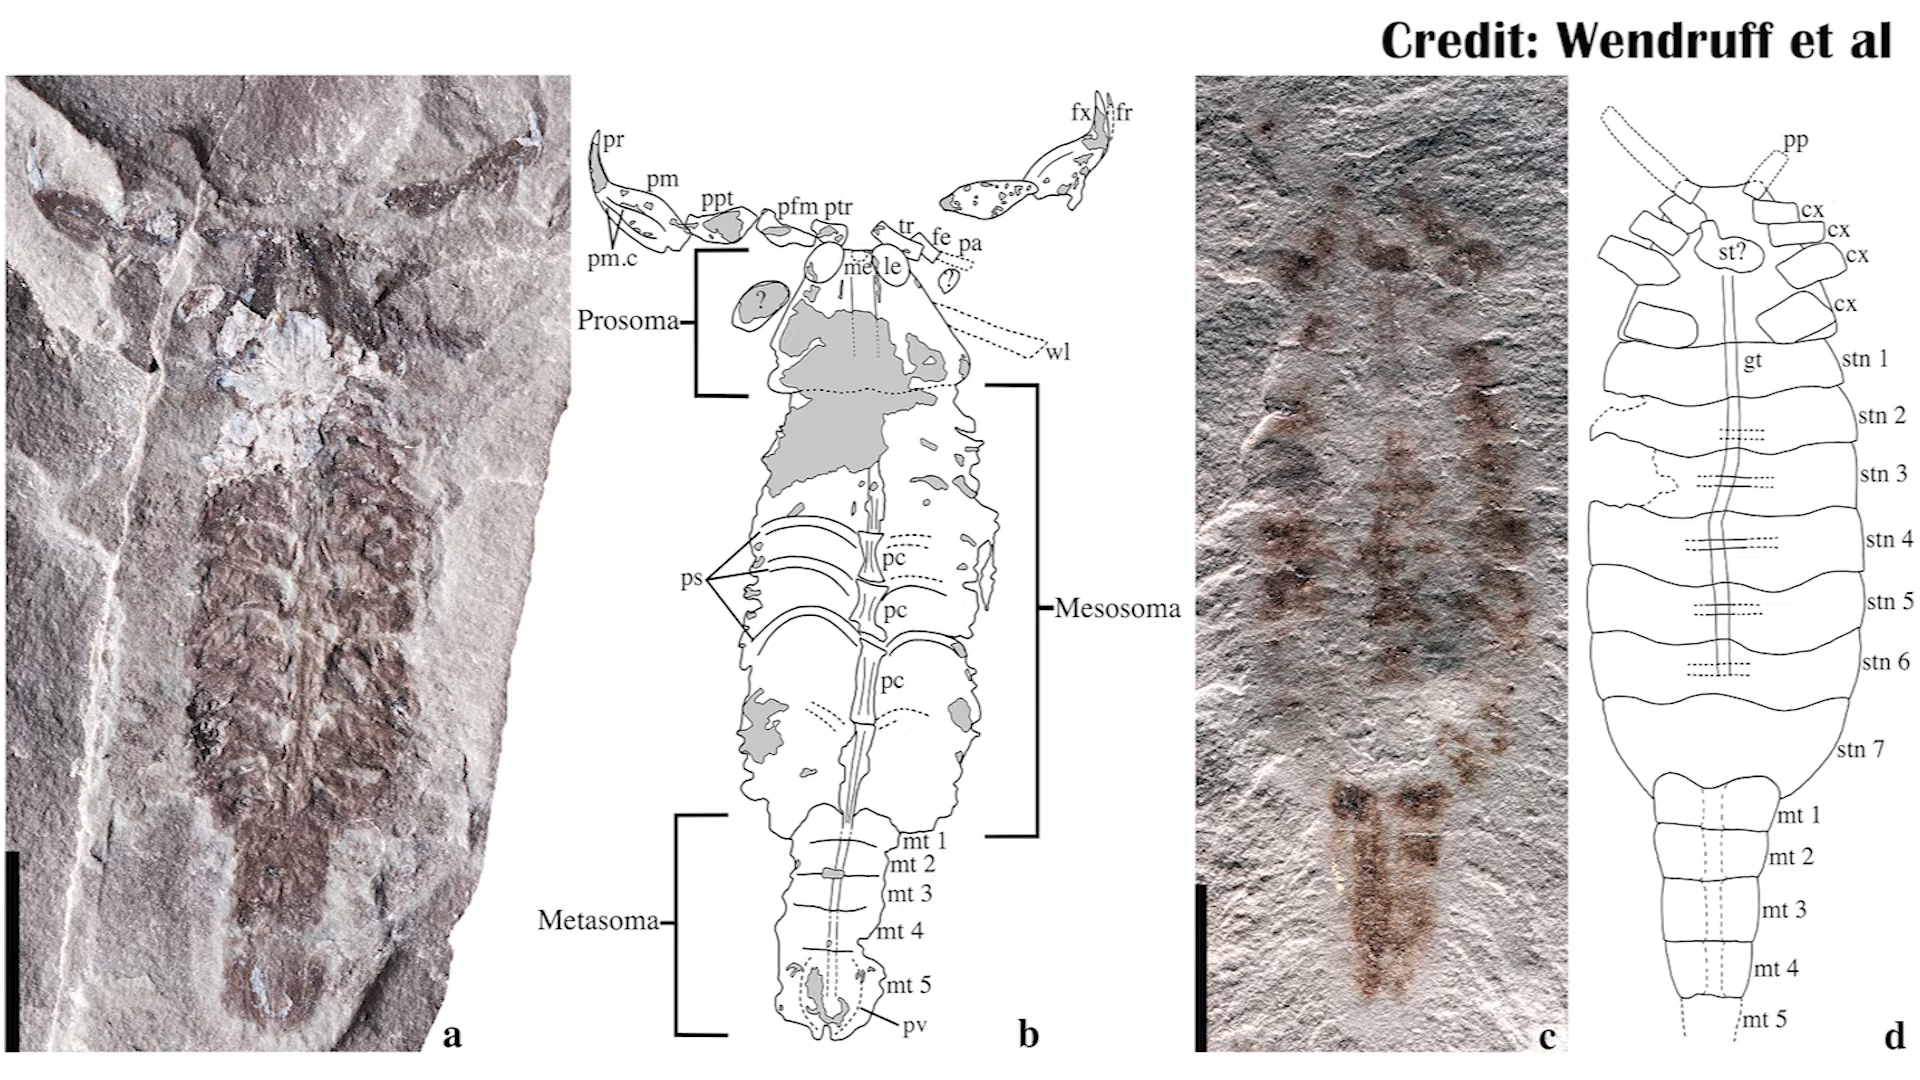 Credit: Wendruff et al
pr
pm
ppt
pfm ptr
pm.c
fx
fr
tr
fe
pa
me
le
?
?
Prosoma
wl
ps
pc
pc
pc
Mesosoma
Metasoma
mt 1
mt 2
mt 3
mt 4
mt 5
pv
a
b
c
pp
cx
cx
cx
cx
st?
gt
stn 1
stn 2
stn 3
stn 4
stn 5
stn 6
stn 7
mt 1
mt 2
mt 3
mt 4
mt 5
d